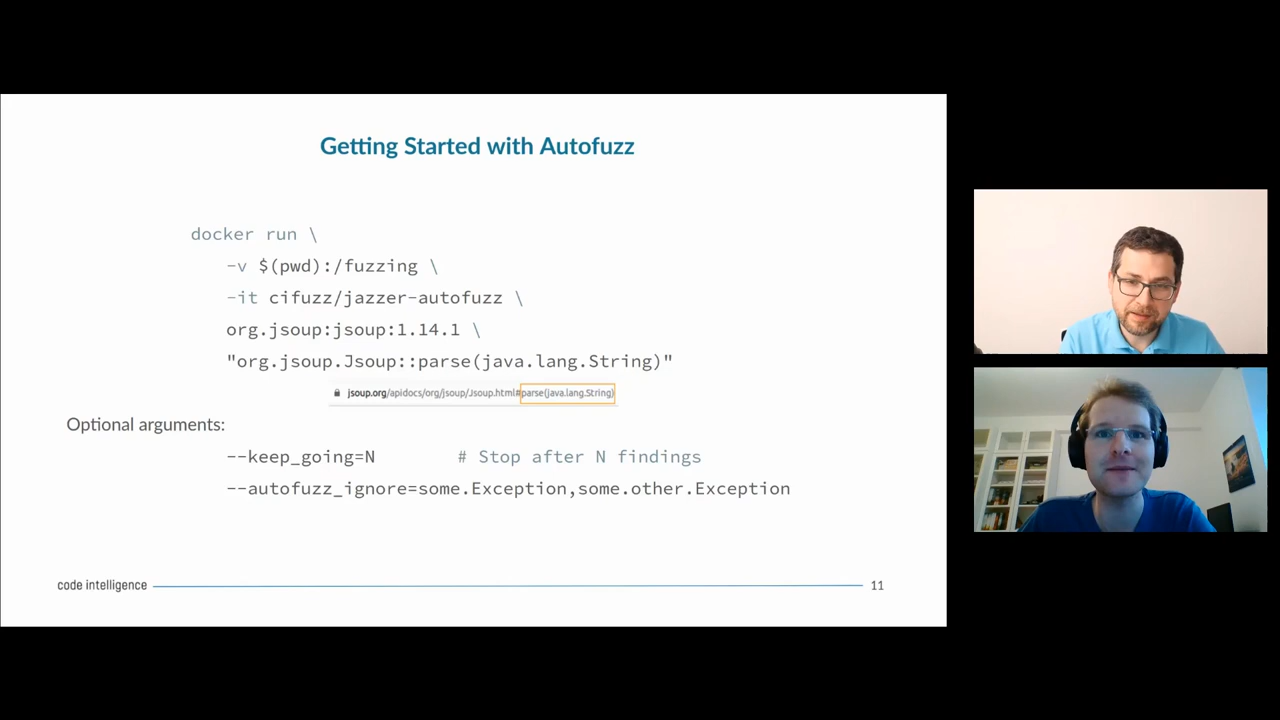 Getting Started with Autofuzz
docker run \
-v $(pwd):/fuzzing \
-it cifuzz/jazzer-autofuzz \
org.jsoup:jsoup:1.14.1 \
"org.jsoup.Jsoup::parse(java.lang.String)"
jsoup.org/apidocs/org/jsoup/Jsoup.html#parse(java.lang.String)
Optional arguments:
--keep_going=N # Stop after N findings
--autofuzz_ignore=some.Exception,some.other.Exception
code intelligence 11